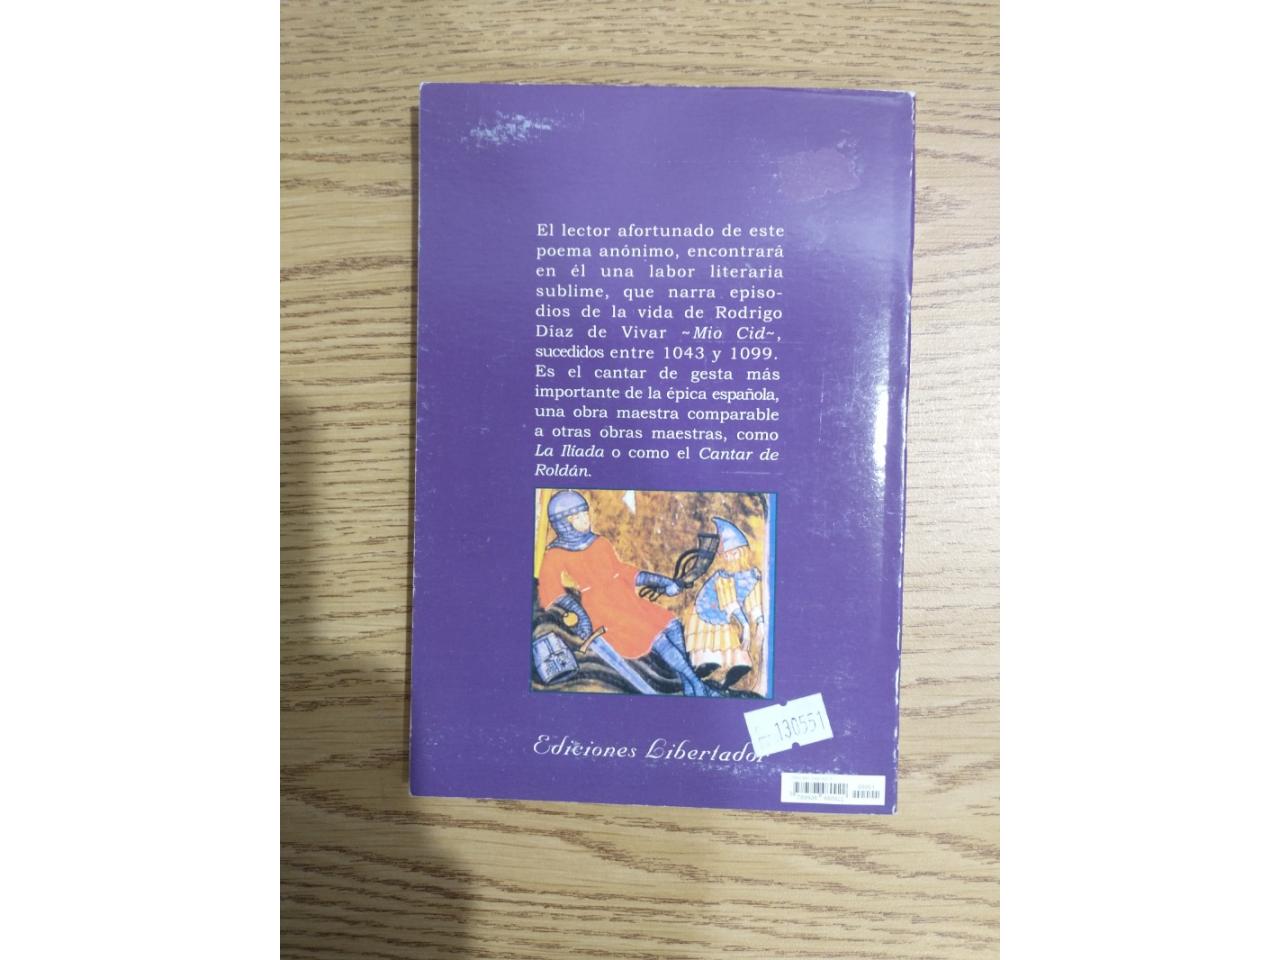 El lector afortunado de este
poema anónimo, encontrará
en él una labor literaria
sublime, que narra episo-
dios de la vida de Rodrigo
Díaz de Vivar ~Mio Cid~,
sucedidos entre 1043 y 1099.
Es el cantar de gesta más
importante de la épica española,
una obra maestra comparable
a otras obras maestras, como
La Ilíada o como el Cantar de
Roldán.
130551
Ediciones Libertador